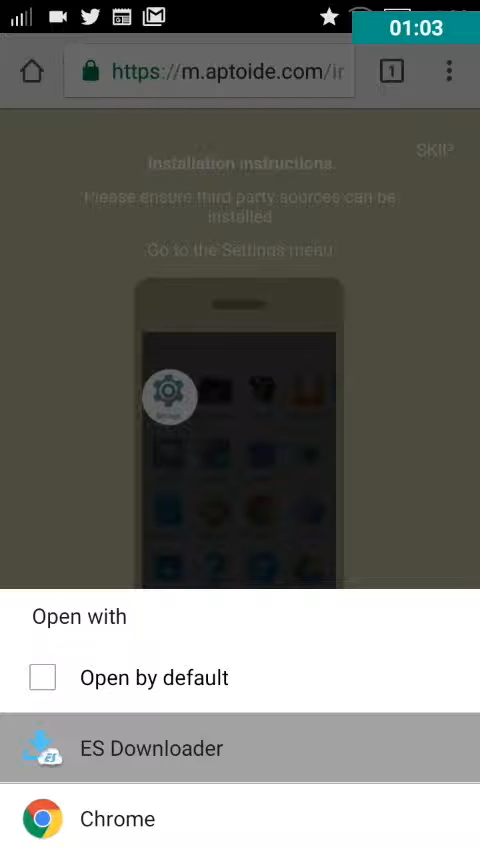 01:03
https://m.aptoide.com/ir
1
SKIP
Installation instructions
Please ensure third party sources can be
installed
Go to the Settings menu
Open with
Open by default
ES Downloader
Chrome